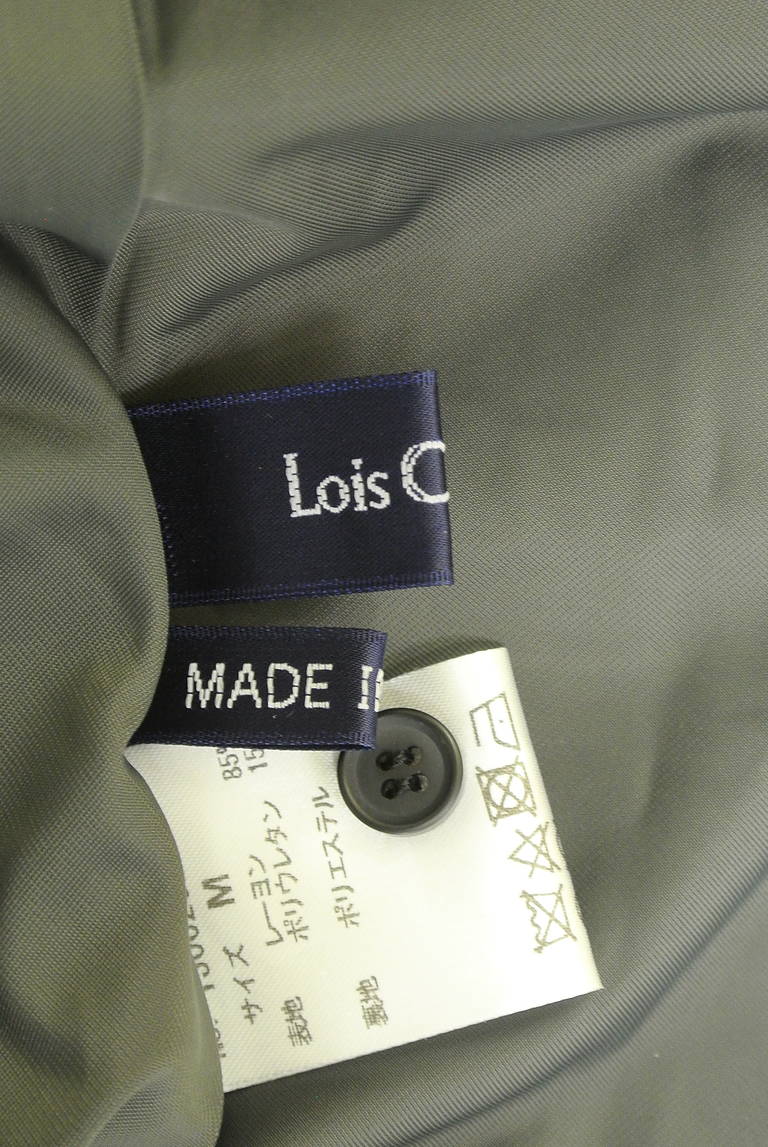 Lois C
MADE I
サイズ M
表地 レーヨン 85%
ポリウレタン 15
裏地 ポリエステル